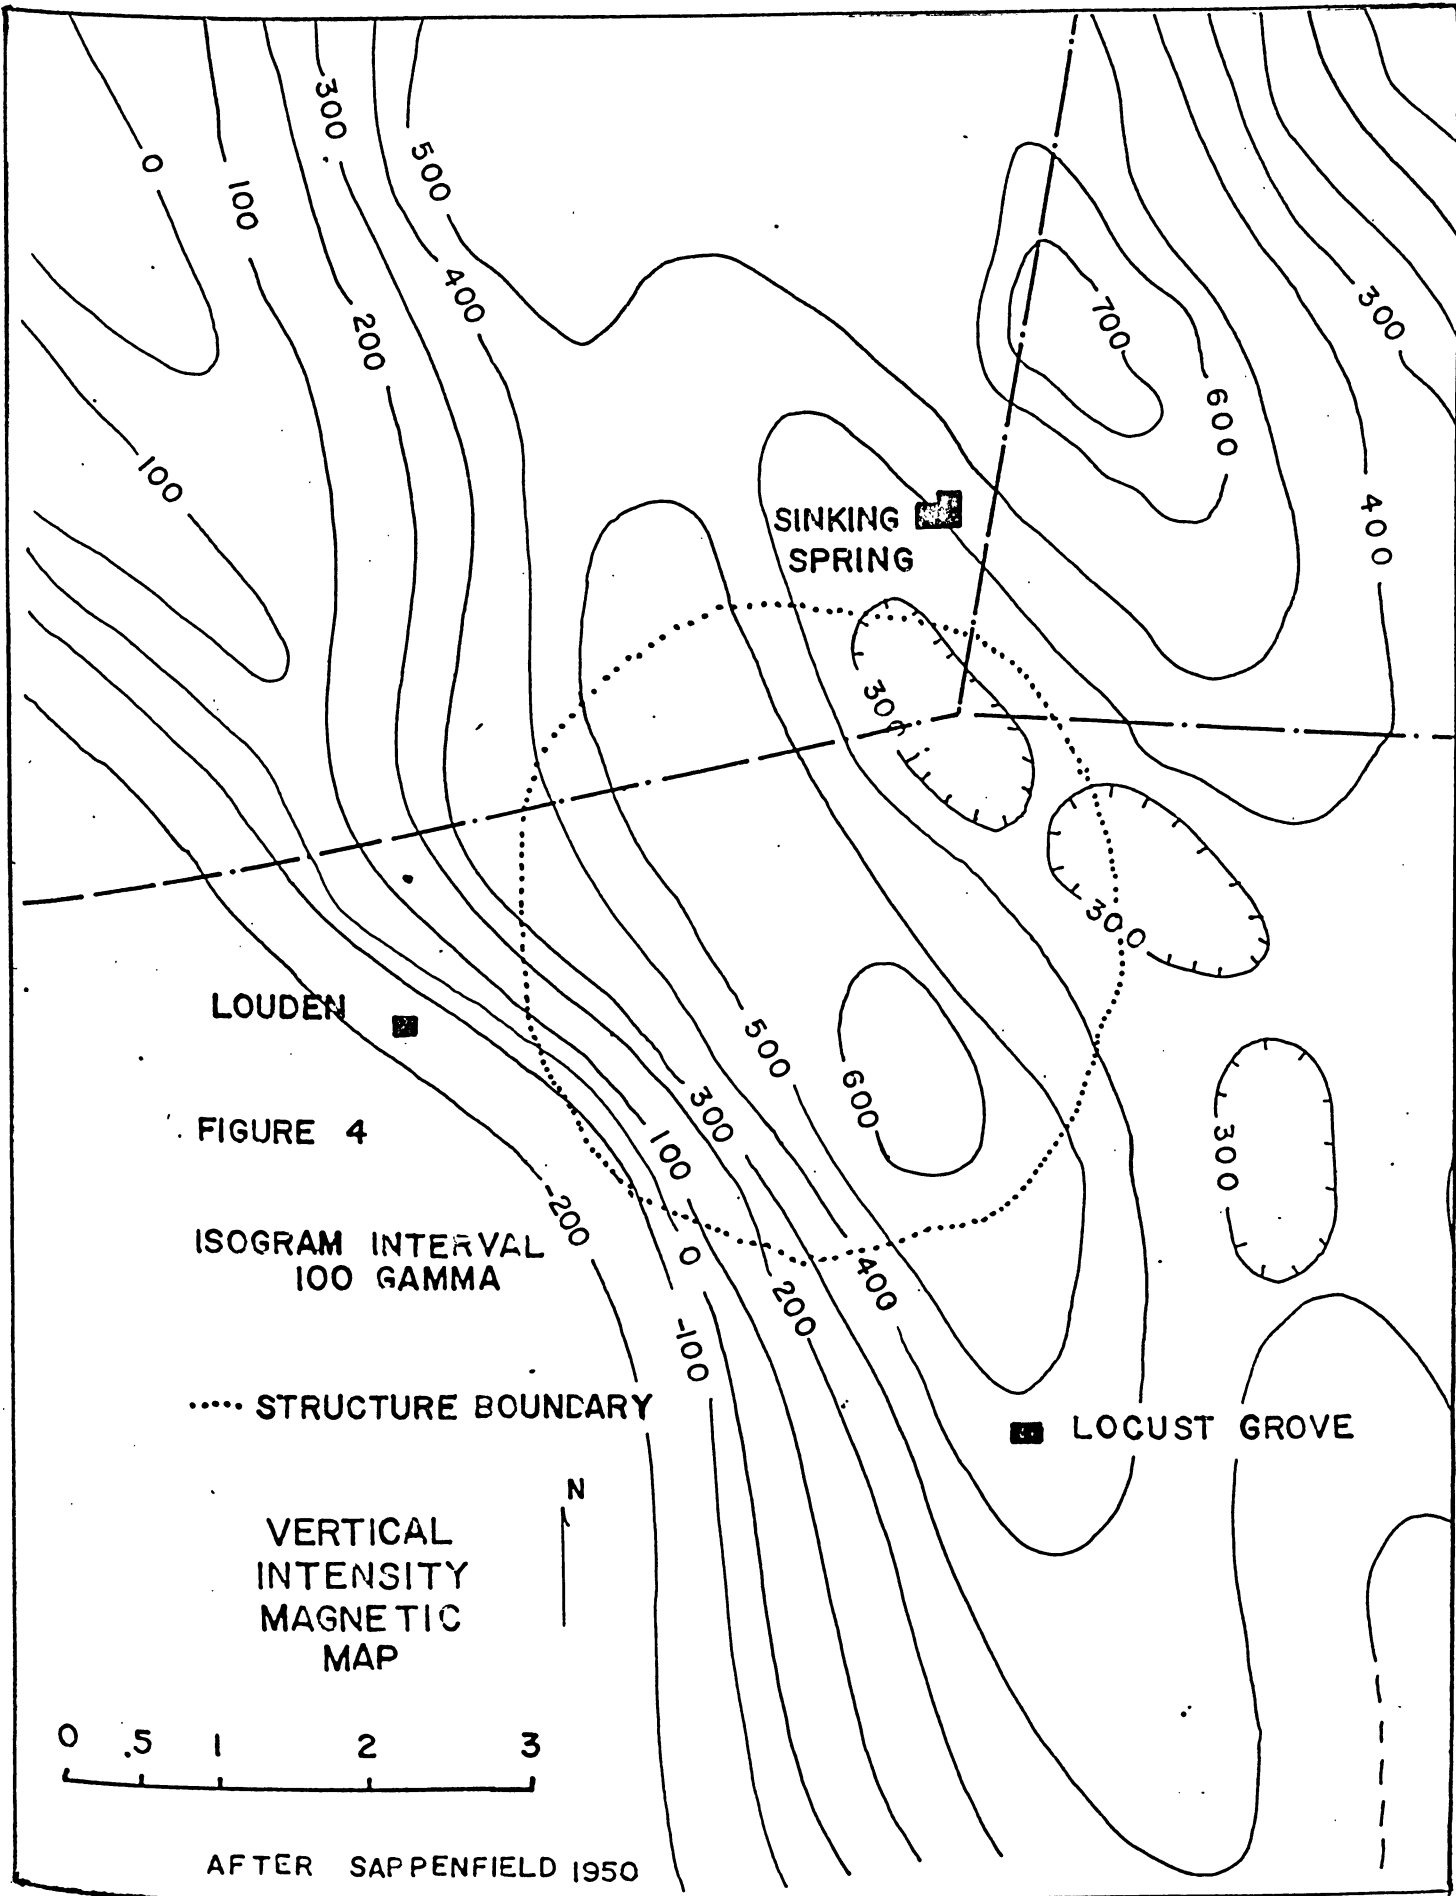 0
100
300
500
400
200
100
700
300
600
400
SINKING
SPRING
300
300
LOUDEN
500
600
300
100
300
FIGURE 4
-200
0
ISOGRAM INTERVAL
100 GAMMA
400
200
-100
..... STRUCTURE BOUNDARY
LOCUST GROVE
N
VERTICAL
INTENSITY
MAGNETIC
MAP
0 .5 1 2 3
AFTER SAPPENFIELD 1950